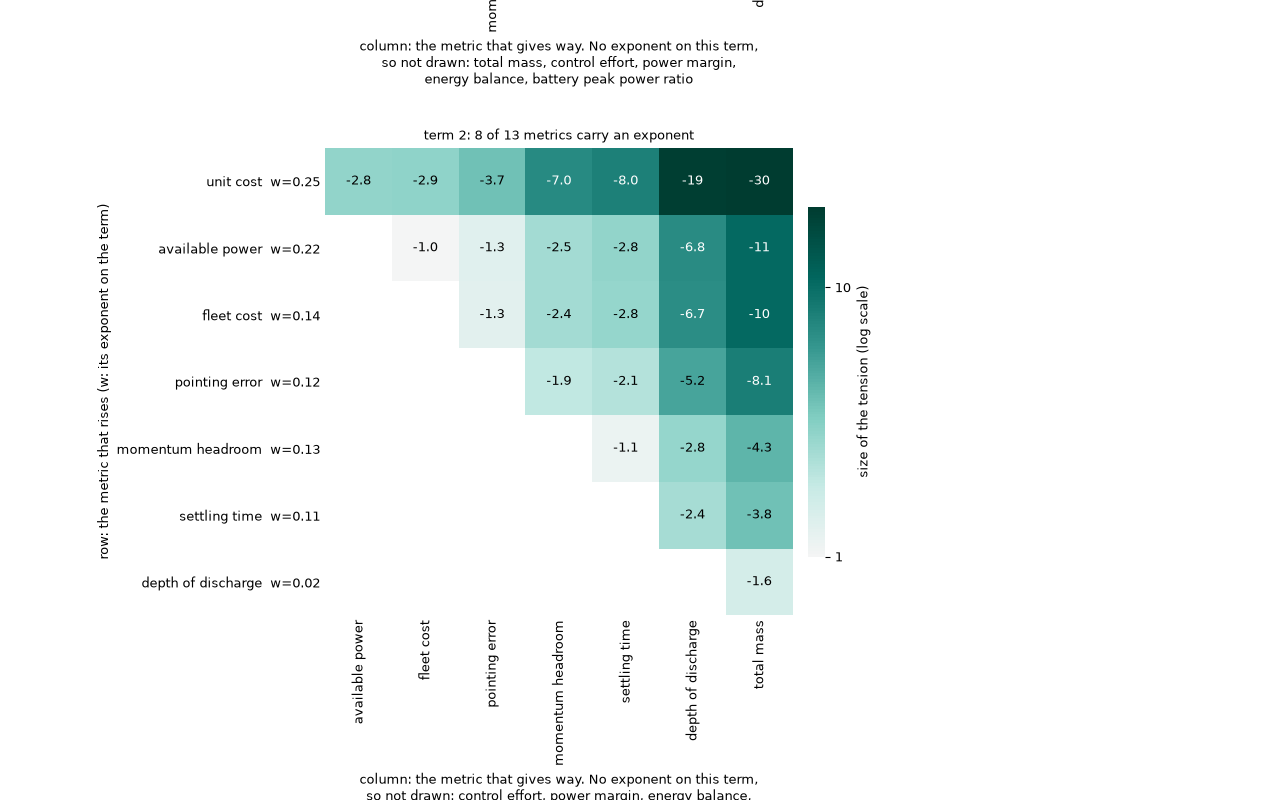 mom
d
column: the metric that gives way. No exponent on this term,
so not drawn: total mass, control effort, power margin,
energy balance, battery peak power ratio
term 2: 8 of 13 metrics carry an exponent
row: the metric that rises (w: its exponent on the term)
unit cost w=0.25 -2.8 -2.9 -3.7 -7.0 -8.0 -19 -30
available power w=0.22 -1.0 -1.3 -2.5 -2.8 -6.8 -11
fleet cost w=0.14 -1.3 -2.4 -2.8 -6.7 -10
pointing error w=0.12 -1.9 -2.1 -5.2 -8.1
momentum headroom w=0.13 -1.1 -2.8 -4.3
settling time w=0.11 -2.4 -3.8
depth of discharge w=0.02 -1.6
10
1
size of the tension (log scale)
available power
fleet cost
pointing error
momentum headroom
settling time
depth of discharge
total mass
column: the metric that gives way. No exponent on this term,
so not drawn: control effort, power margin, energy balance,